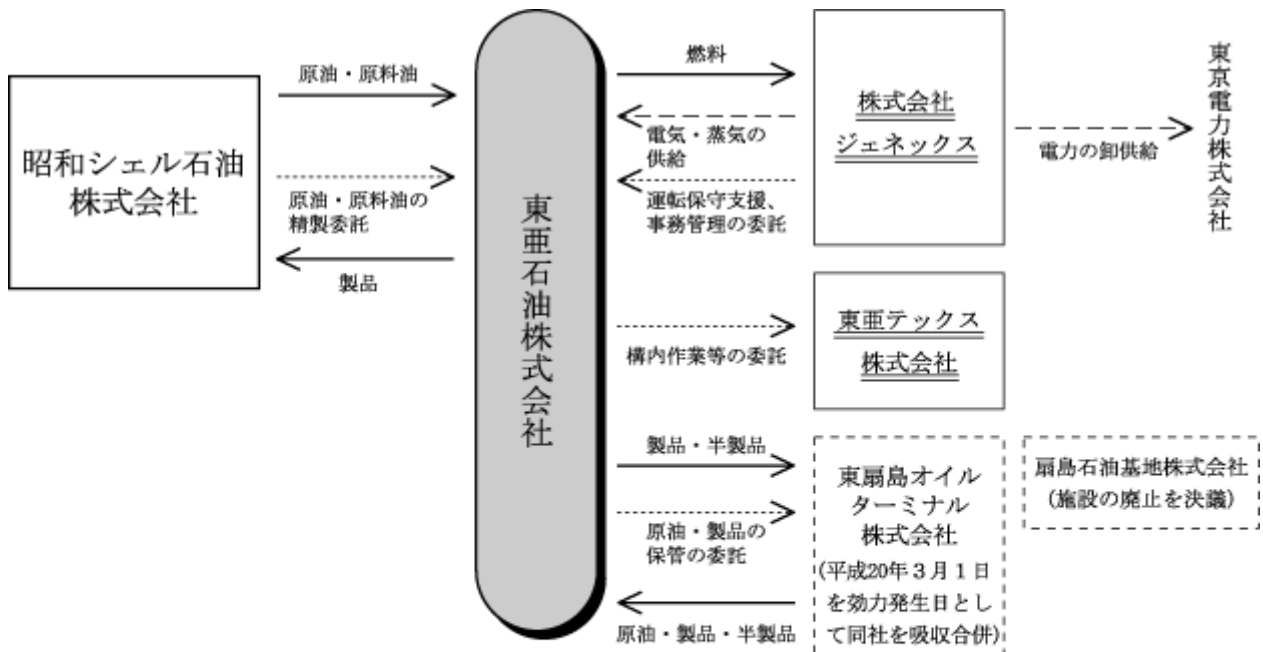 昭和シェル石油
株式会社
原油・原料油
原油・原料油の
精製委託
製品
東亜石油株式会社
燃料
電気・蒸気の
供給
運転保守支援、
事務管理の委託
株式会社
ジェネックス
電力の卸供給
東京電力株式会社
構内作業等の委託
東亜テックス
株式会社
製品・半製品
原油・製品の
保管の委託
原油・製品・半製品
東扇島オイル
ターミナル
株式会社
(平成20年3月1日
を効力発生日とし
て同社を吸収合併)
扇島石油基地株式会社
(施設の廃止を決議)